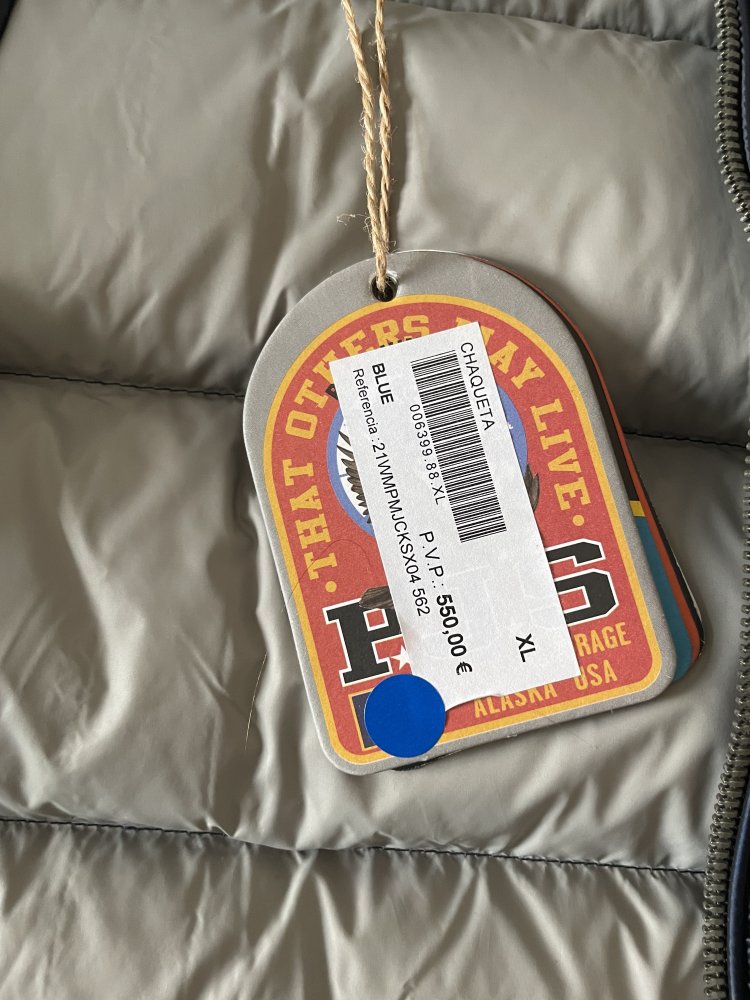 ·THAT OTHERS MAY LIVE·
CHAQUETA
006399.88.XL
BLUE
Referencia :21WMPMJCKSX04 562
P.V.P.: 550,00 €
XL
RAGE
ALASKA USA